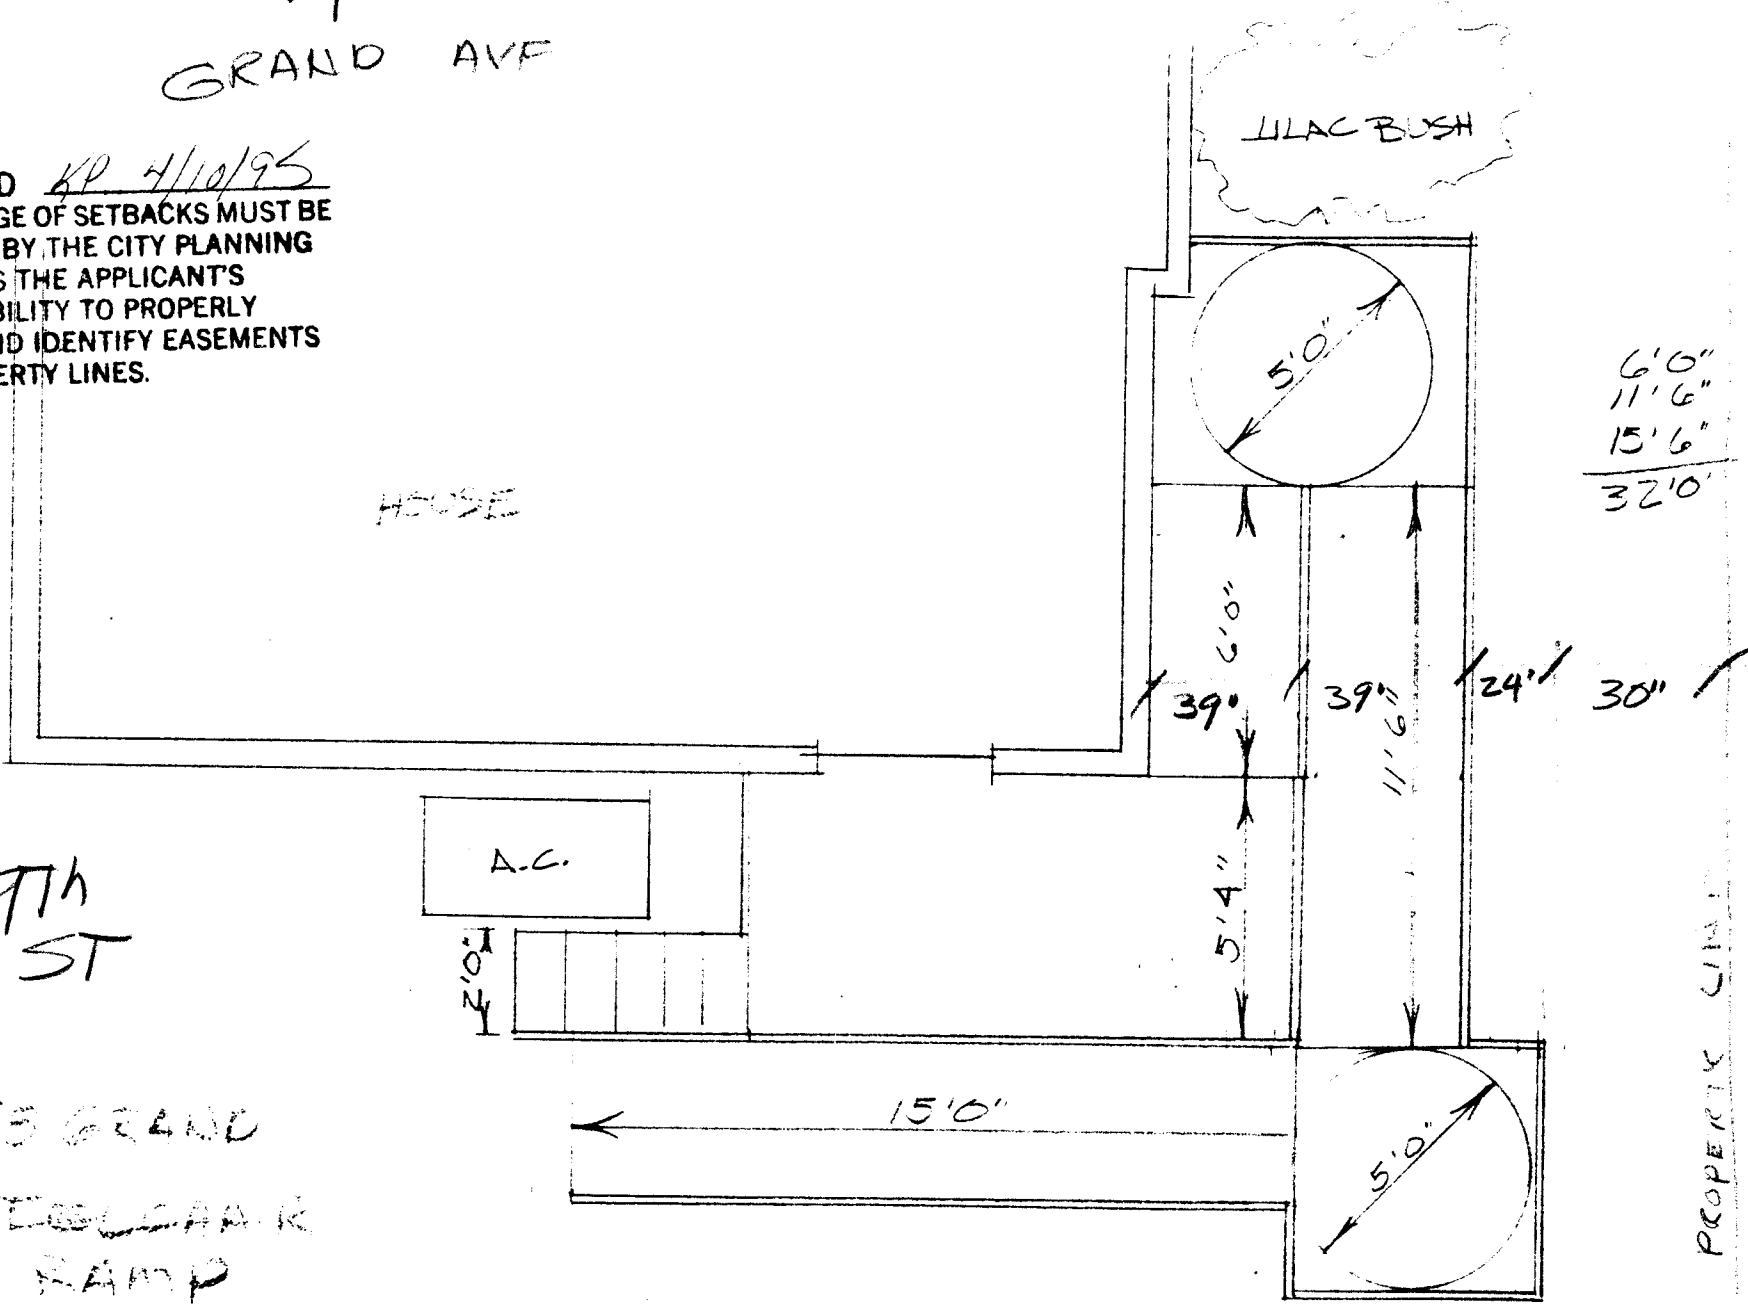 GRAND AVE
D KP 4/10/95
GE OF SETBACKS MUST BE
BY THE CITY PLANNING
S THE APPLICANT'S
BILITY TO PROPERLY
ND IDENTIFY EASEMENTS
ERTY LINES.
LILAC BUSH
5'0"
6'0"
11'6"
15'6"
32'0'
HOUSE
6'0"
11'6"
39"
39"
24"
30"
A.C.
5'4"
2'0"
9Th
ST
15'0"
5'0"
PROPERTY LINE
GRAND
RAMP